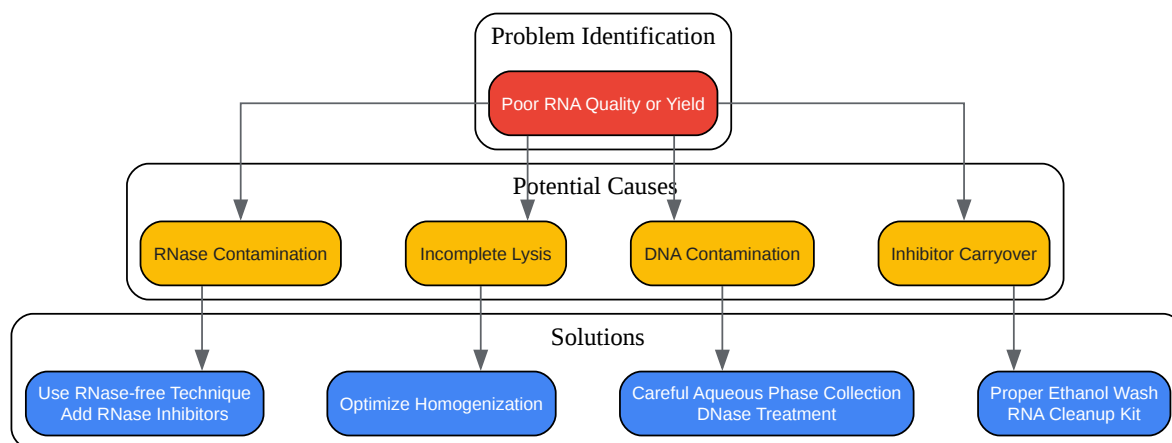 Problem Identification
Poor RNA Quality or Yield
Potential Causes
RNase Contamination
Incomplete Lysis
DNA Contamination
Inhibitor Carryover
Solutions
Use RNase-free Technique
Add RNase Inhibitors
Optimize Homogenization
Careful Aqueous Phase Collection
DNase Treatment
Proper Ethanol Wash
RNA Cleanup Kit